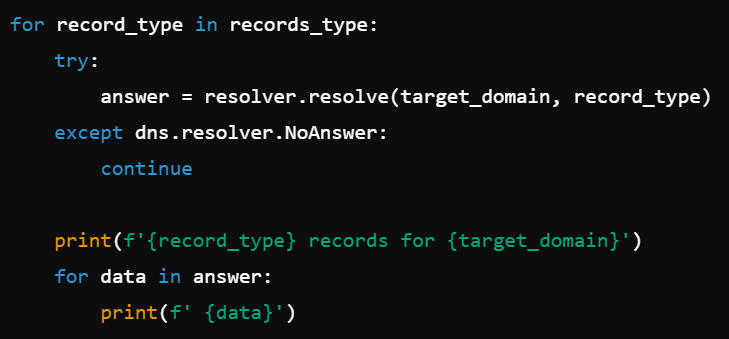 for record_type in records_type:
    try:
        answer = resolver.resolve(target_domain, record_type)
    except dns.resolver.NoAnswer:
        continue

    print(f'{record_type} records for {target_domain}')
    for data in answer:
        print(f' {data}')